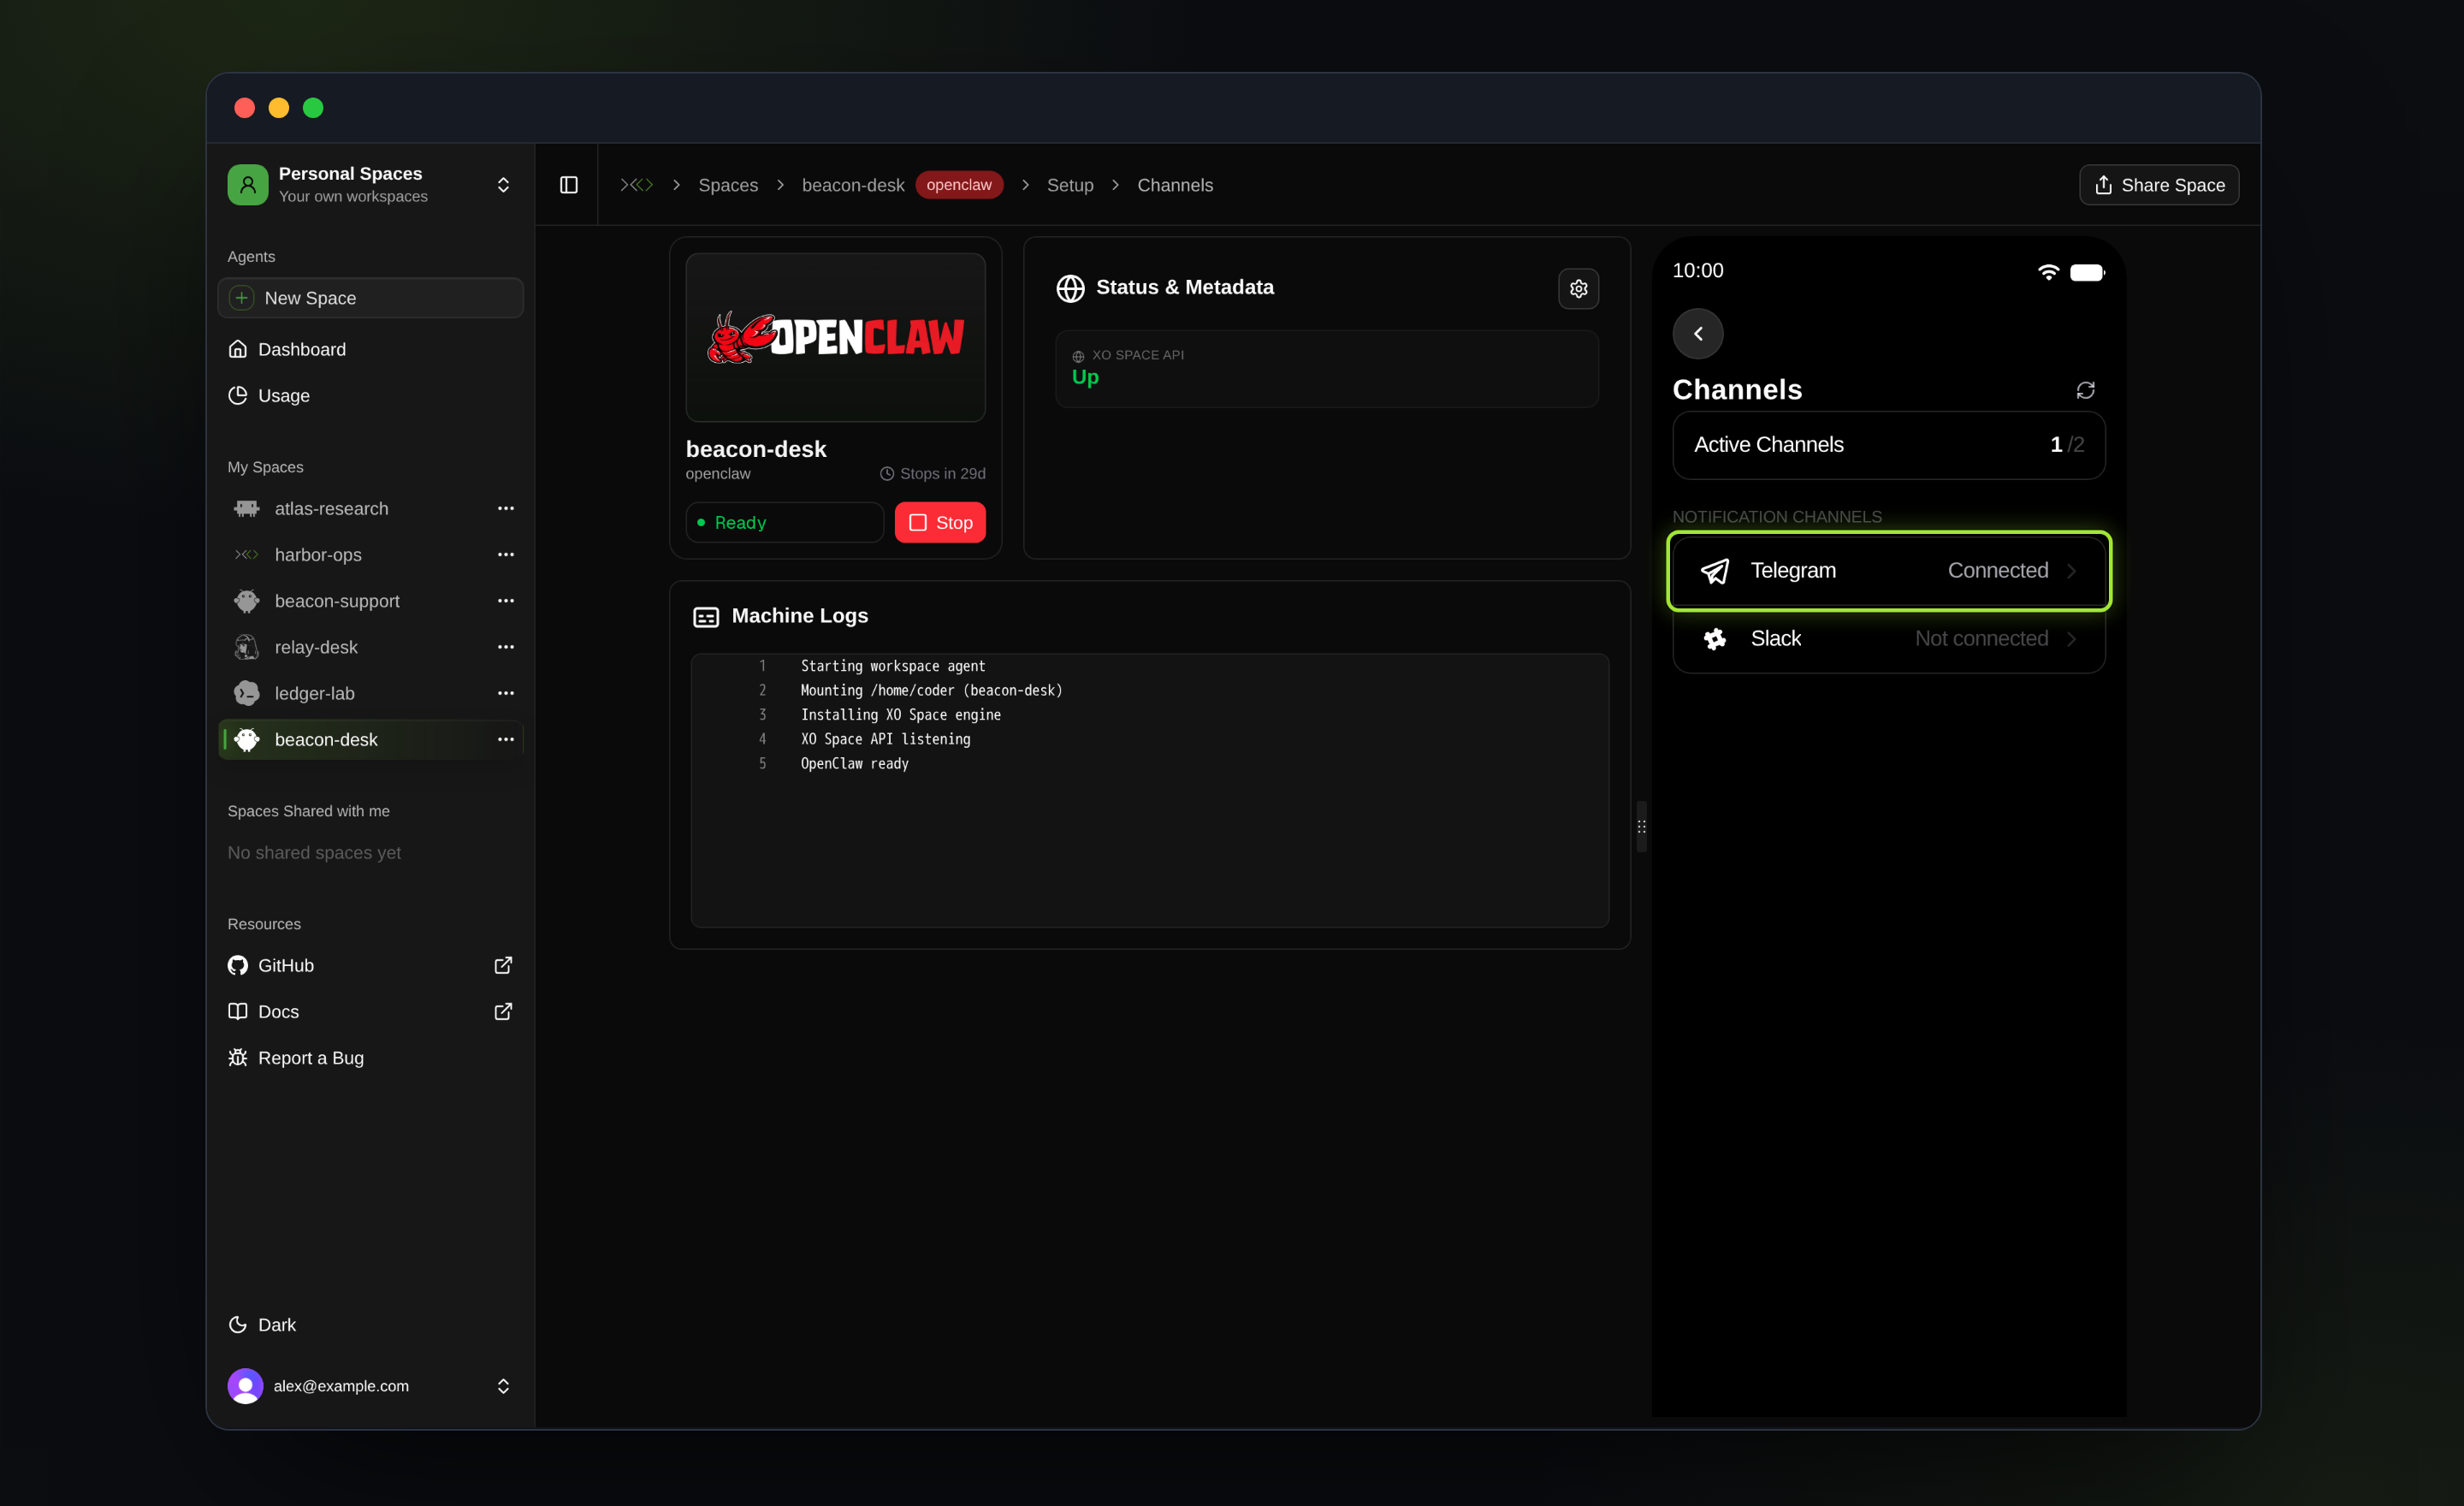 Personal Spaces
Your own workspaces
Agents
New Space
Dashboard
Usage
My Spaces
atlas-research
harbor-ops
beacon-support
relay-desk
ledger-lab
beacon-desk
Spaces Shared with me
No shared spaces yet
Resources
GitHub
Docs
Report a Bug
Dark
alex@example.com
Spaces
beacon-desk openclaw
Setup
Channels
Share Space
OPENCLAW
beacon-desk
openclaw Stops in 29d
Ready Stop
Status & Metadata
XO SPACE API
Up
Machine Logs
1 Starting workspace agent
2 Mounting /home/coder (beacon-desk)
3 Installing XO Space engine
4 XO Space API listening
5 OpenClaw ready
10:00
Channels
Active Channels 1 /2
NOTIFICATION CHANNELS
Telegram Connected
Slack Not connected